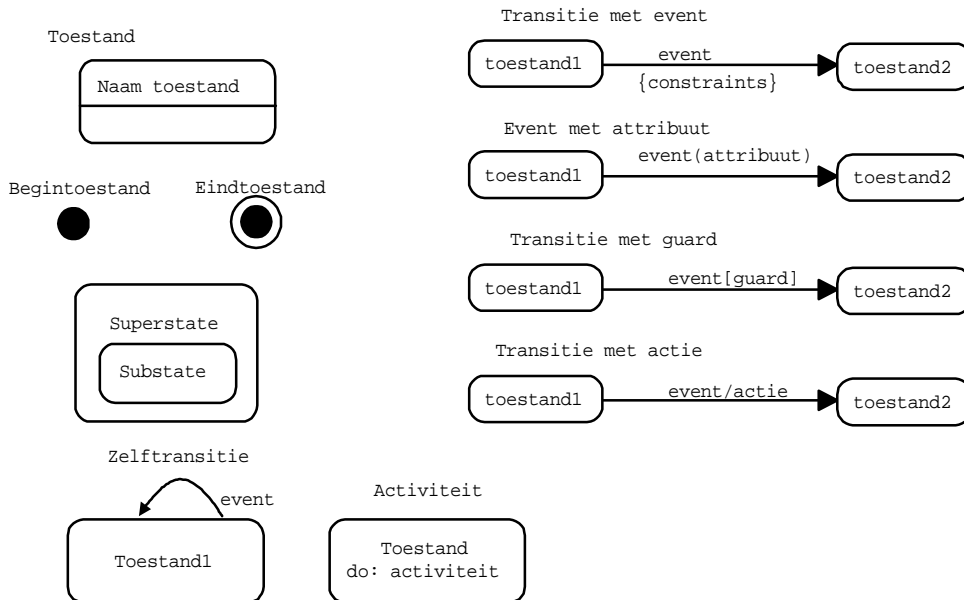 Toestand
Naam toestand
Begintoestand
Eindtoestand
Superstate
Substate
Zelftransitie
event
Toestand1
Activiteit
Toestand
do: activiteit
Transitie met event
toestand1
event
{constraints}
toestand2
Event met attribuut
toestand1
event(attribuut)
toestand2
Transitie met guard
toestand1
event[guard]
toestand2
Transitie met actie
toestand1
event/actie
toestand2